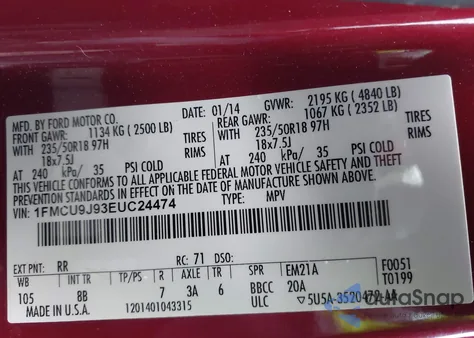 MFD. BY FORD MOTOR CO.
01/14 GVWR: 2195 KG ( 4840 LB)
FRONT GAWR: 1134 KG ( 2500 LB) REAR GAWR: 1067 KG ( 2352 LB)
WITH 235/50R18 97H TIRES WITH 235/50R18 97H TIRES
18x7.5J 18x7.5J
AT 240 kPa/ 35 PSI COLD AT 240 kPa/ 35 PSI COLD
THIS VEHICLE CONFORMS TO ALL APPLICABLE FEDERAL MOTOR VEHICLE SAFETY AND THEFT
PREVENTION STANDARDS IN EFFECT ON THE DATE OF MANUFACTURE SHOWN ABOVE.
VIN: 1FMCU9J93EUC24474 TYPE: MPV
EXT PNT: RR RC: 71 DSO: F0051
WB INT TR TP/PS R AXLE TR SPR EM21A T0199
105 8B 7 3A 6 BBCC 20A
MADE IN U.S.A. 1201401043315 ULC ▽5U5A-3520472-AA
AutoSnap